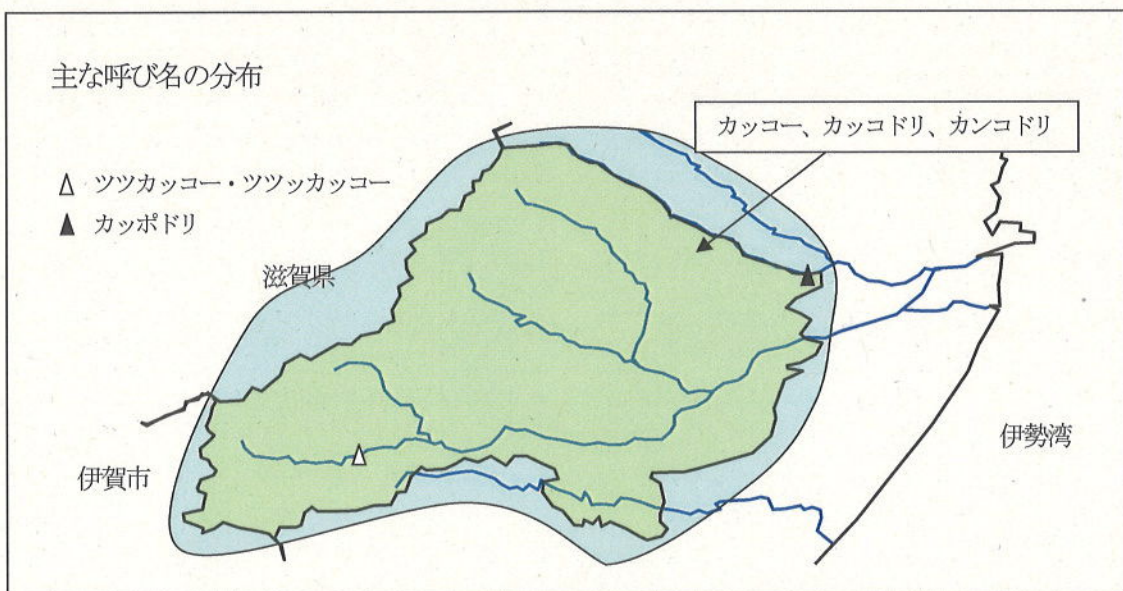 主な呼び名の分布
カッコー、カッコドリ、カンコドリ
△ ツツカッコー・ツツッカッコー
▲ カッポドリ
滋賀県
伊賀市
伊勢湾